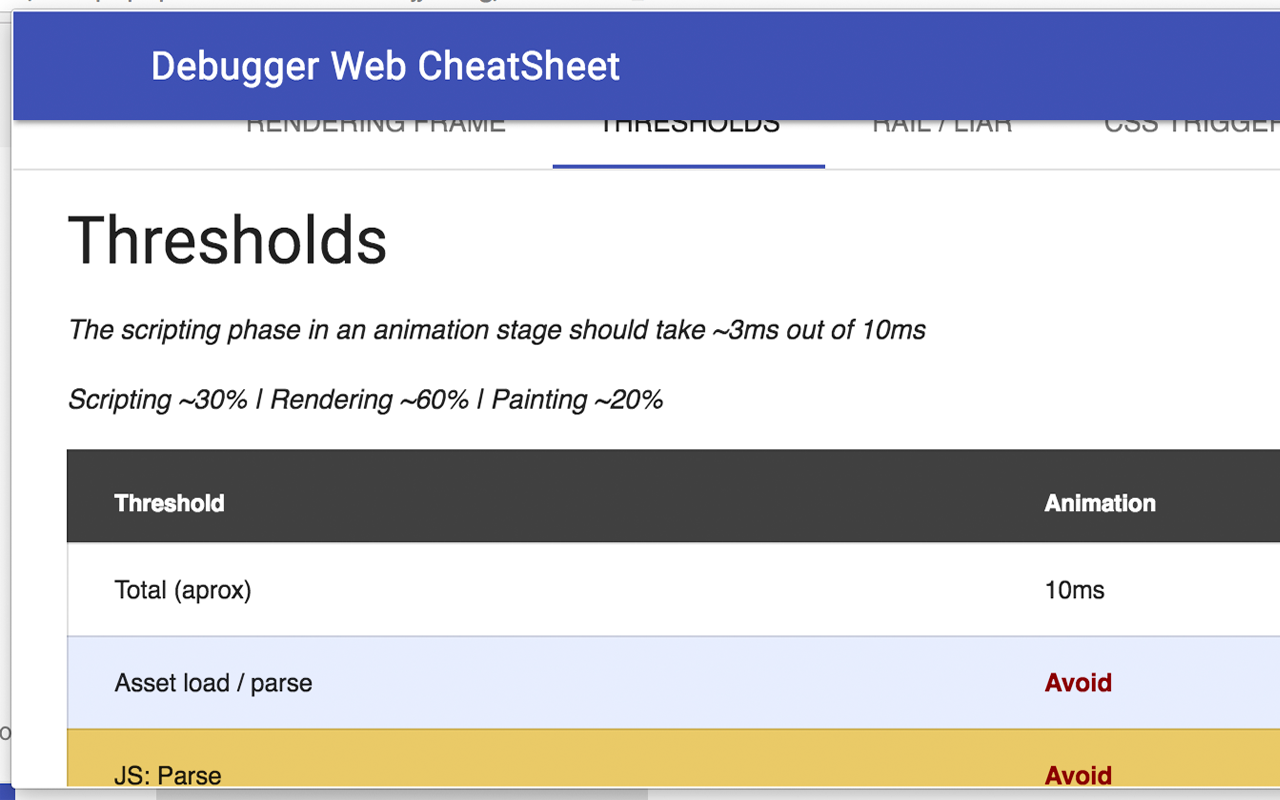 Debugger Web CheatSheet
RENDERING FRAME THRESHOLDS RAIL / LIAR CSS TRIGGER
Thresholds
The scripting phase in an animation stage should take ~3ms out of 10ms
Scripting ~30% | Rendering ~60% | Painting ~20%
Threshold Animation
Total (aprox) 10ms
Asset load / parse Avoid
JS: Parse Avoid